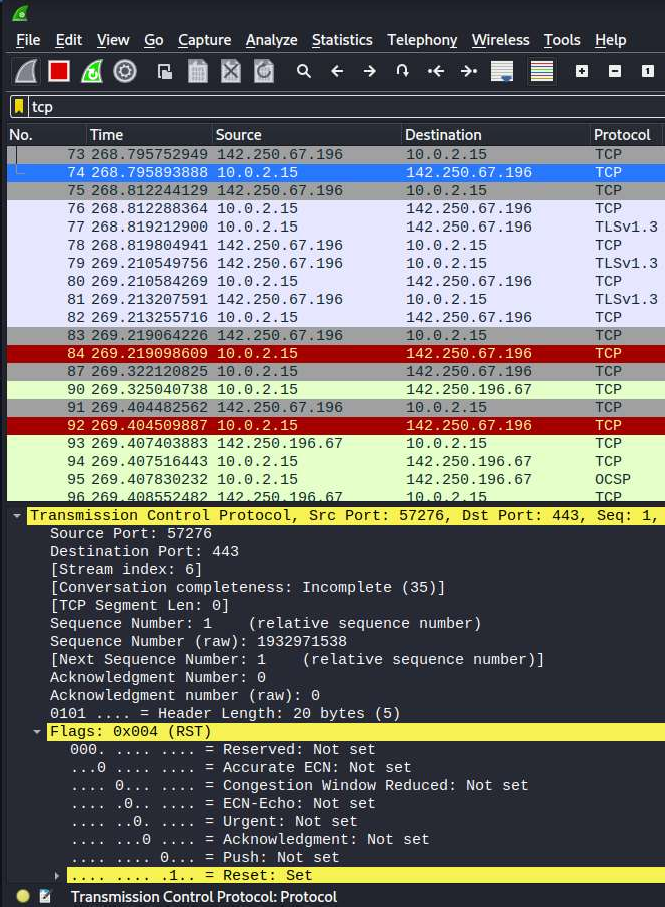 File Edit View Go Capture Analyze Statistics Telephony Wireless Tools Help
tcp
No. Time Source Destination Protocol
73 268.795752949 142.250.67.196 10.0.2.15 TCP
74 268.795893888 10.0.2.15 142.250.67.196 TCP
75 268.812244129 142.250.67.196 10.0.2.15 TCP
76 268.812288364 10.0.2.15 142.250.67.196 TCP
77 268.819212900 10.0.2.15 142.250.67.196 TLSv1.3
78 268.819804941 142.250.67.196 10.0.2.15 TCP
79 269.210549756 142.250.67.196 10.0.2.15 TLSv1.3
80 269.210584269 10.0.2.15 142.250.67.196 TCP
81 269.213207591 142.250.67.196 10.0.2.15 TLSv1.3
82 269.213255716 10.0.2.15 142.250.67.196 TCP
83 269.219064226 142.250.67.196 10.0.2.15 TCP
84 269.219098609 10.0.2.15 142.250.67.196 TCP
87 269.322120825 10.0.2.15 142.250.67.196 TCP
90 269.325040738 10.0.2.15 142.250.196.67 TCP
91 269.404482562 142.250.67.196 10.0.2.15 TCP
92 269.404509887 10.0.2.15 142.250.67.196 TCP
93 269.407403883 142.250.196.67 10.0.2.15 TCP
94 269.407516443 10.0.2.15 142.250.196.67 TCP
95 269.407830232 10.0.2.15 142.250.196.67 OCSP
96 269.408552482 142.250.196.67 10.0.2.15 TCP
Transmission Control Protocol, Src Port: 57276, Dst Port: 443, Seq: 1,
Source Port: 57276
Destination Port: 443
[Stream index: 6]
[Conversation completeness: Incomplete (35)]
[TCP Segment Len: 0]
Sequence Number: 1 (relative sequence number)
Sequence Number (raw): 1932971538
[Next Sequence Number: 1 (relative sequence number)]
Acknowledgment Number: 0
Acknowledgment number (raw): 0
0101 .... = Header Length: 20 bytes (5)
Flags: 0x004 (RST)
000. .... .... = Reserved: Not set
...0 .... .... = Accurate ECN: Not set
.... 0... .... = Congestion Window Reduced: Not set
.... .0.. .... = ECN-Echo: Not set
.... ..0. .... = Urgent: Not set
.... ...0 .... = Acknowledgment: Not set
.... .... 0... = Push: Not set
.... .... .1.. = Reset: Set
Transmission Control Protocol: Protocol